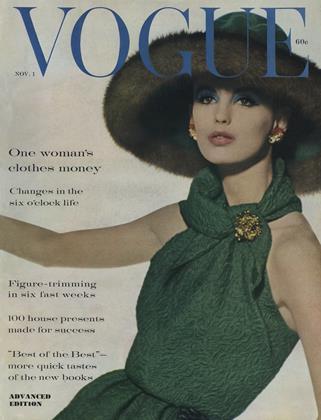 VOGUE
NOV. 1
60c
One woman's
clothes money
Changes in the
six o'clock life
Figure-trimming
in six fast weeks
100 house presents
made for success
"Best of the Best"—
more quick tastes
of the new books
ADVANCED
EDITION